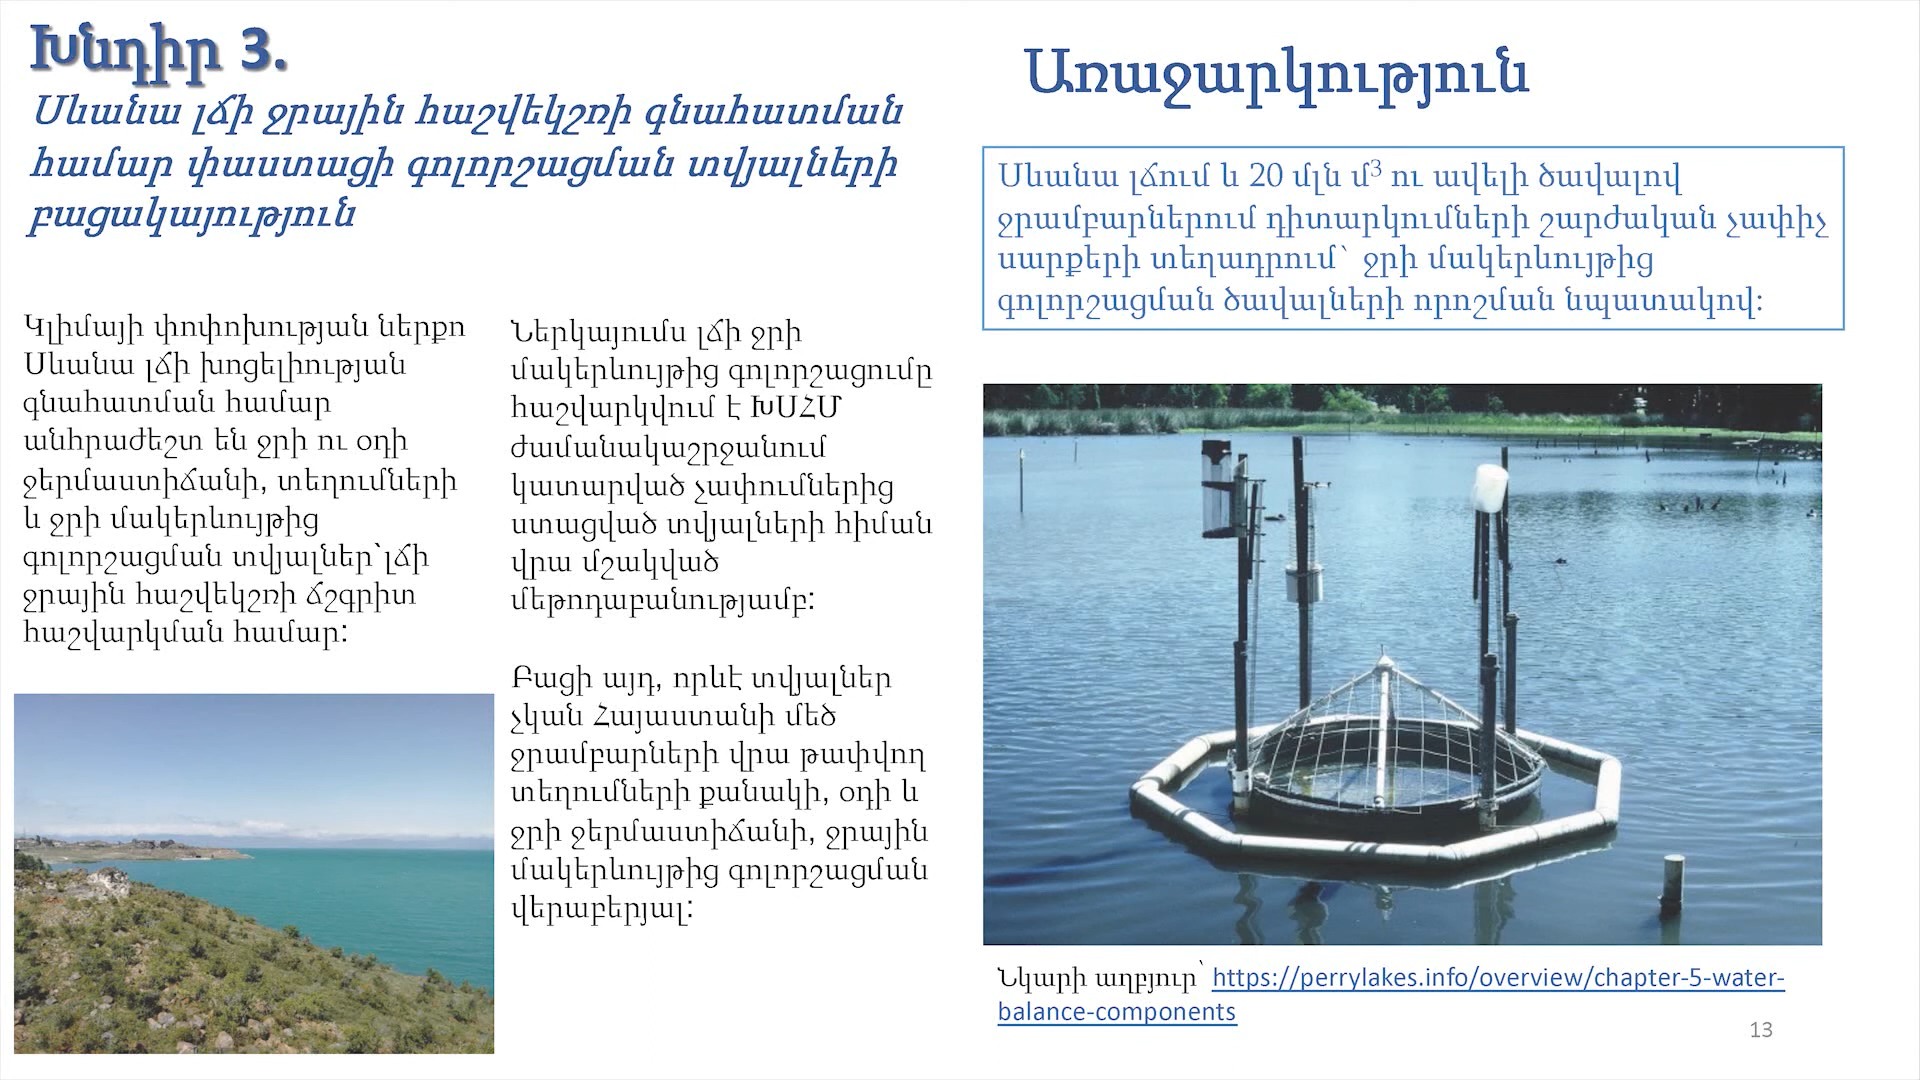 Խնդիր 3.
Սևանա լճի ջրային հաշվեկշռի գնահատման
համար փաստացի գոլորշացման տվյալների
բացակայություն
Կլիմայի փոփոխության ներքո
Սևանա լճի խոցելիության
գնահատման համար
անհրաժեշտ են ջրի ու օդի
ջերմաստիճանի, տեղումների
և ջրի մակերևույթից
գոլորշացման տվյալներ՝լճի
ջրային հաշվեկշռի ճշգրիտ
հաշվարկման համար:
Ներկայումս լճի ջրի
մակերևույթից գոլորշացումը
հաշվարկվում է ԽՍՀՄ
ժամանակաշրջանում
կատարված չափումներից
ստացված տվյալների հիման
վրա մշակված
մեթոդաբանությամբ:
Բացի այդ, որևէ տվյալներ
չկան Հայաստանի մեծ
ջրամբարների վրա թափվող
տեղումների քանակի, օդի և
ջրի ջերմաստիճանի, ջրային
մակերևույթից գոլորշացման
վերաբերյալ:
Առաջարկություն
Սևանա լճում և 20 մլն մ³ ու ավելի ծավալով
ջրամբարներում դիտարկումների շարժական չափիչ
սարքերի տեղադրում` ջրի մակերևույթից
գոլորշացման ծավալների որոշման նպատակով:
Նկարի աղբյուր՝ https://perrylakes.info/overview/chapter-5-water-
balance-components
13